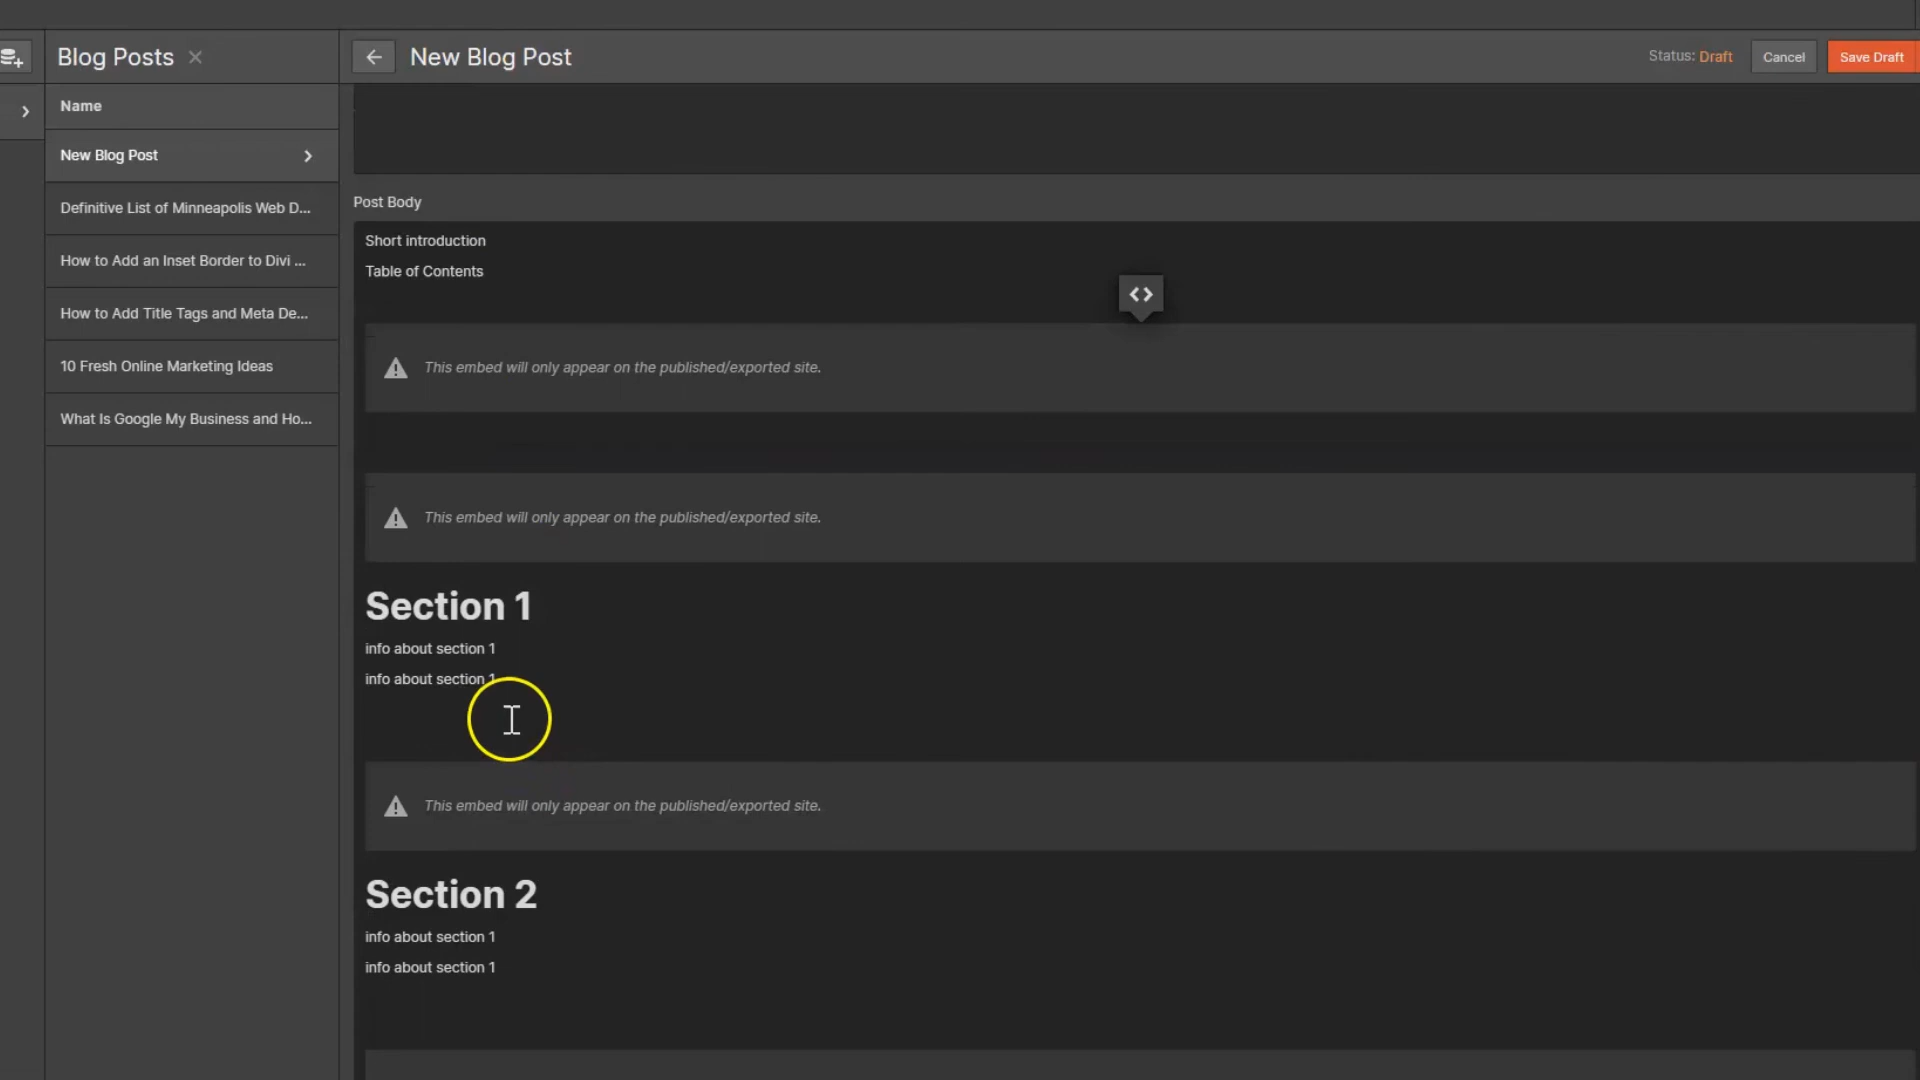 Blog Posts
New Blog Post
Status: Draft
Cancel
Save Draft
Name
New Blog Post
Definitive List of Minneapolis Web D...
How to Add an Inset Border to Divi ...
How to Add Title Tags and Meta De...
10 Fresh Online Marketing Ideas
What Is Google My Business and Ho...
Post Body
Short introduction
Table of Contents
This embed will only appear on the published/exported site.
This embed will only appear on the published/exported site.
Section 1
info about section 1
info about section 1
This embed will only appear on the published/exported site.
Section 2
info about section 1
info about section 1